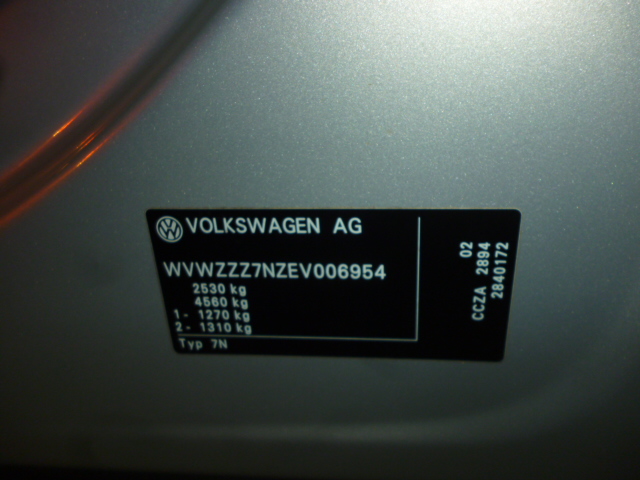 VOLKSWAGEN AG
WVWZZZ7NZEV006954
2530 kg
4560 kg
1- 1270 kg
2- 1310 kg
Typ 7N
02
CCZA 2894
2840172